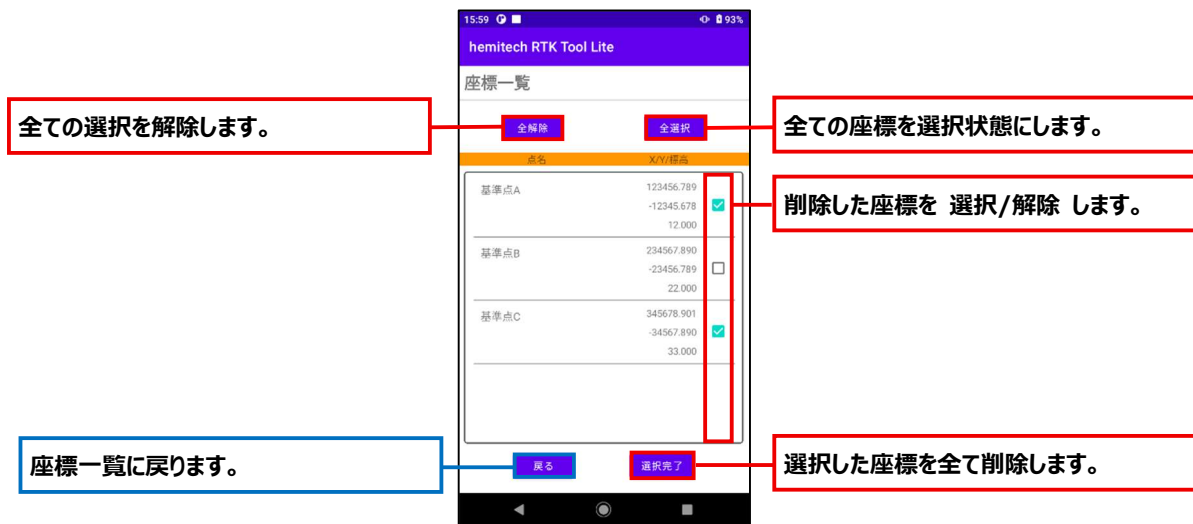 15:59 93%
hemitech RTK Tool Lite
座標一覧
全ての選択を解除します。
全解除
全選択
全ての座標を選択状態にします。
点名 X/Y/標高
基準点A 123456.789
-12345.678
12.000
削除した座標を 選択/解除 します。
基準点B 234567.890
-23456.789
22.000
基準点C 345678.901
-34567.890
33.000
座標一覧に戻ります。
戻る
選択完了
選択した座標を全て削除します。